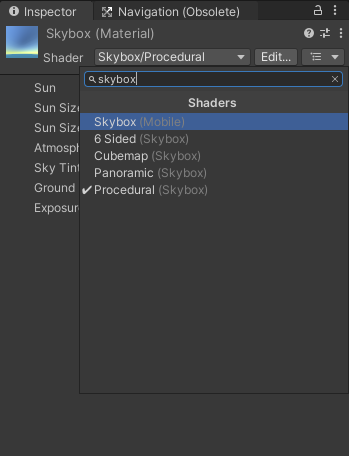 Inspector
Navigation (Obsolete)
Skybox (Material)
Shader
Skybox/Procedural
Edit...
skybox
Shaders
Skybox (Mobile)
6 Sided (Skybox)
Cubemap (Skybox)
Panoramic (Skybox)
Procedural (Skybox)
Sun
Sun Size
Sun Size
Atmosph
Sky Tint
Ground
Exposure